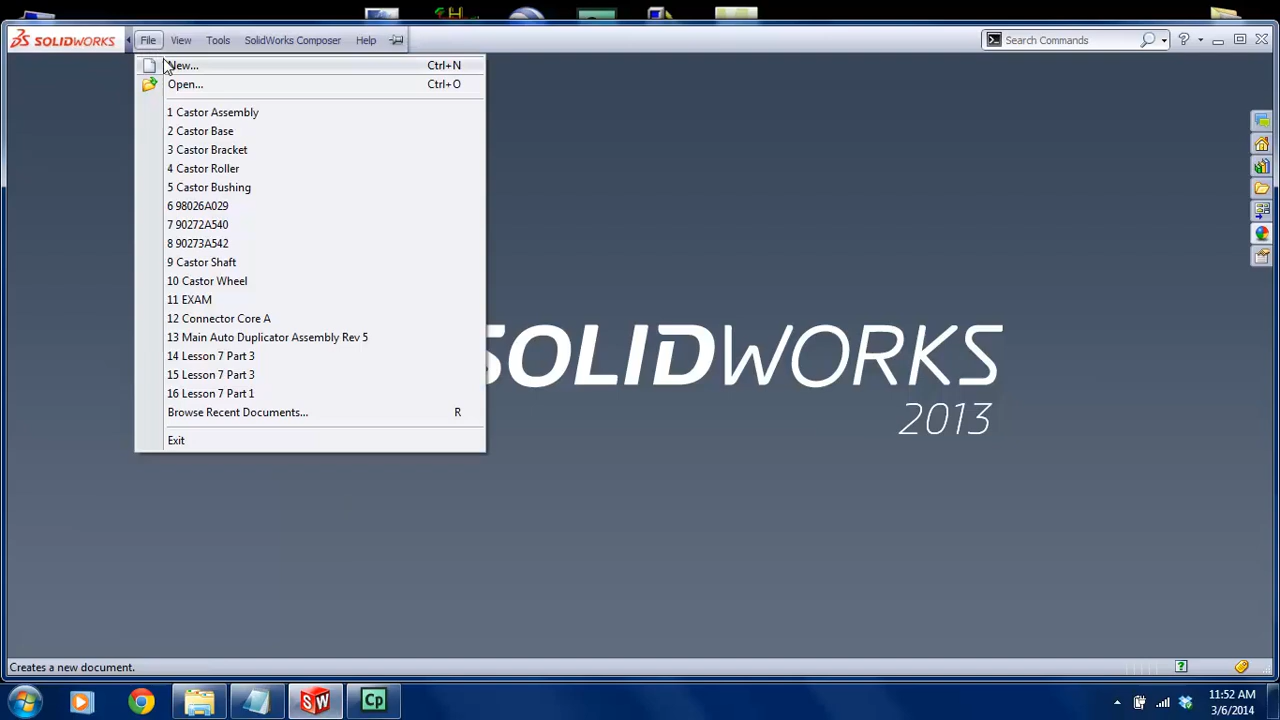 SOLIDWORKS File View Tools SolidWorks Composer Help Search Commands
New... Ctrl+N
Open... Ctrl+O
1 Castor Assembly
2 Castor Base
3 Castor Bracket
4 Castor Roller
5 Castor Bushing
6 98026A029
7 90272A540
8 90273A542
9 Castor Shaft
10 Castor Wheel
11 EXAM
12 Connector Core A
13 Main Auto Duplicator Assembly Rev 5
14 Lesson 7 Part 3
15 Lesson 7 Part 3
16 Lesson 7 Part 1
Browse Recent Documents... R
Exit
SOLIDWORKS
2013
Creates a new document.
SW
Cp
11:52 AM
3/6/2014